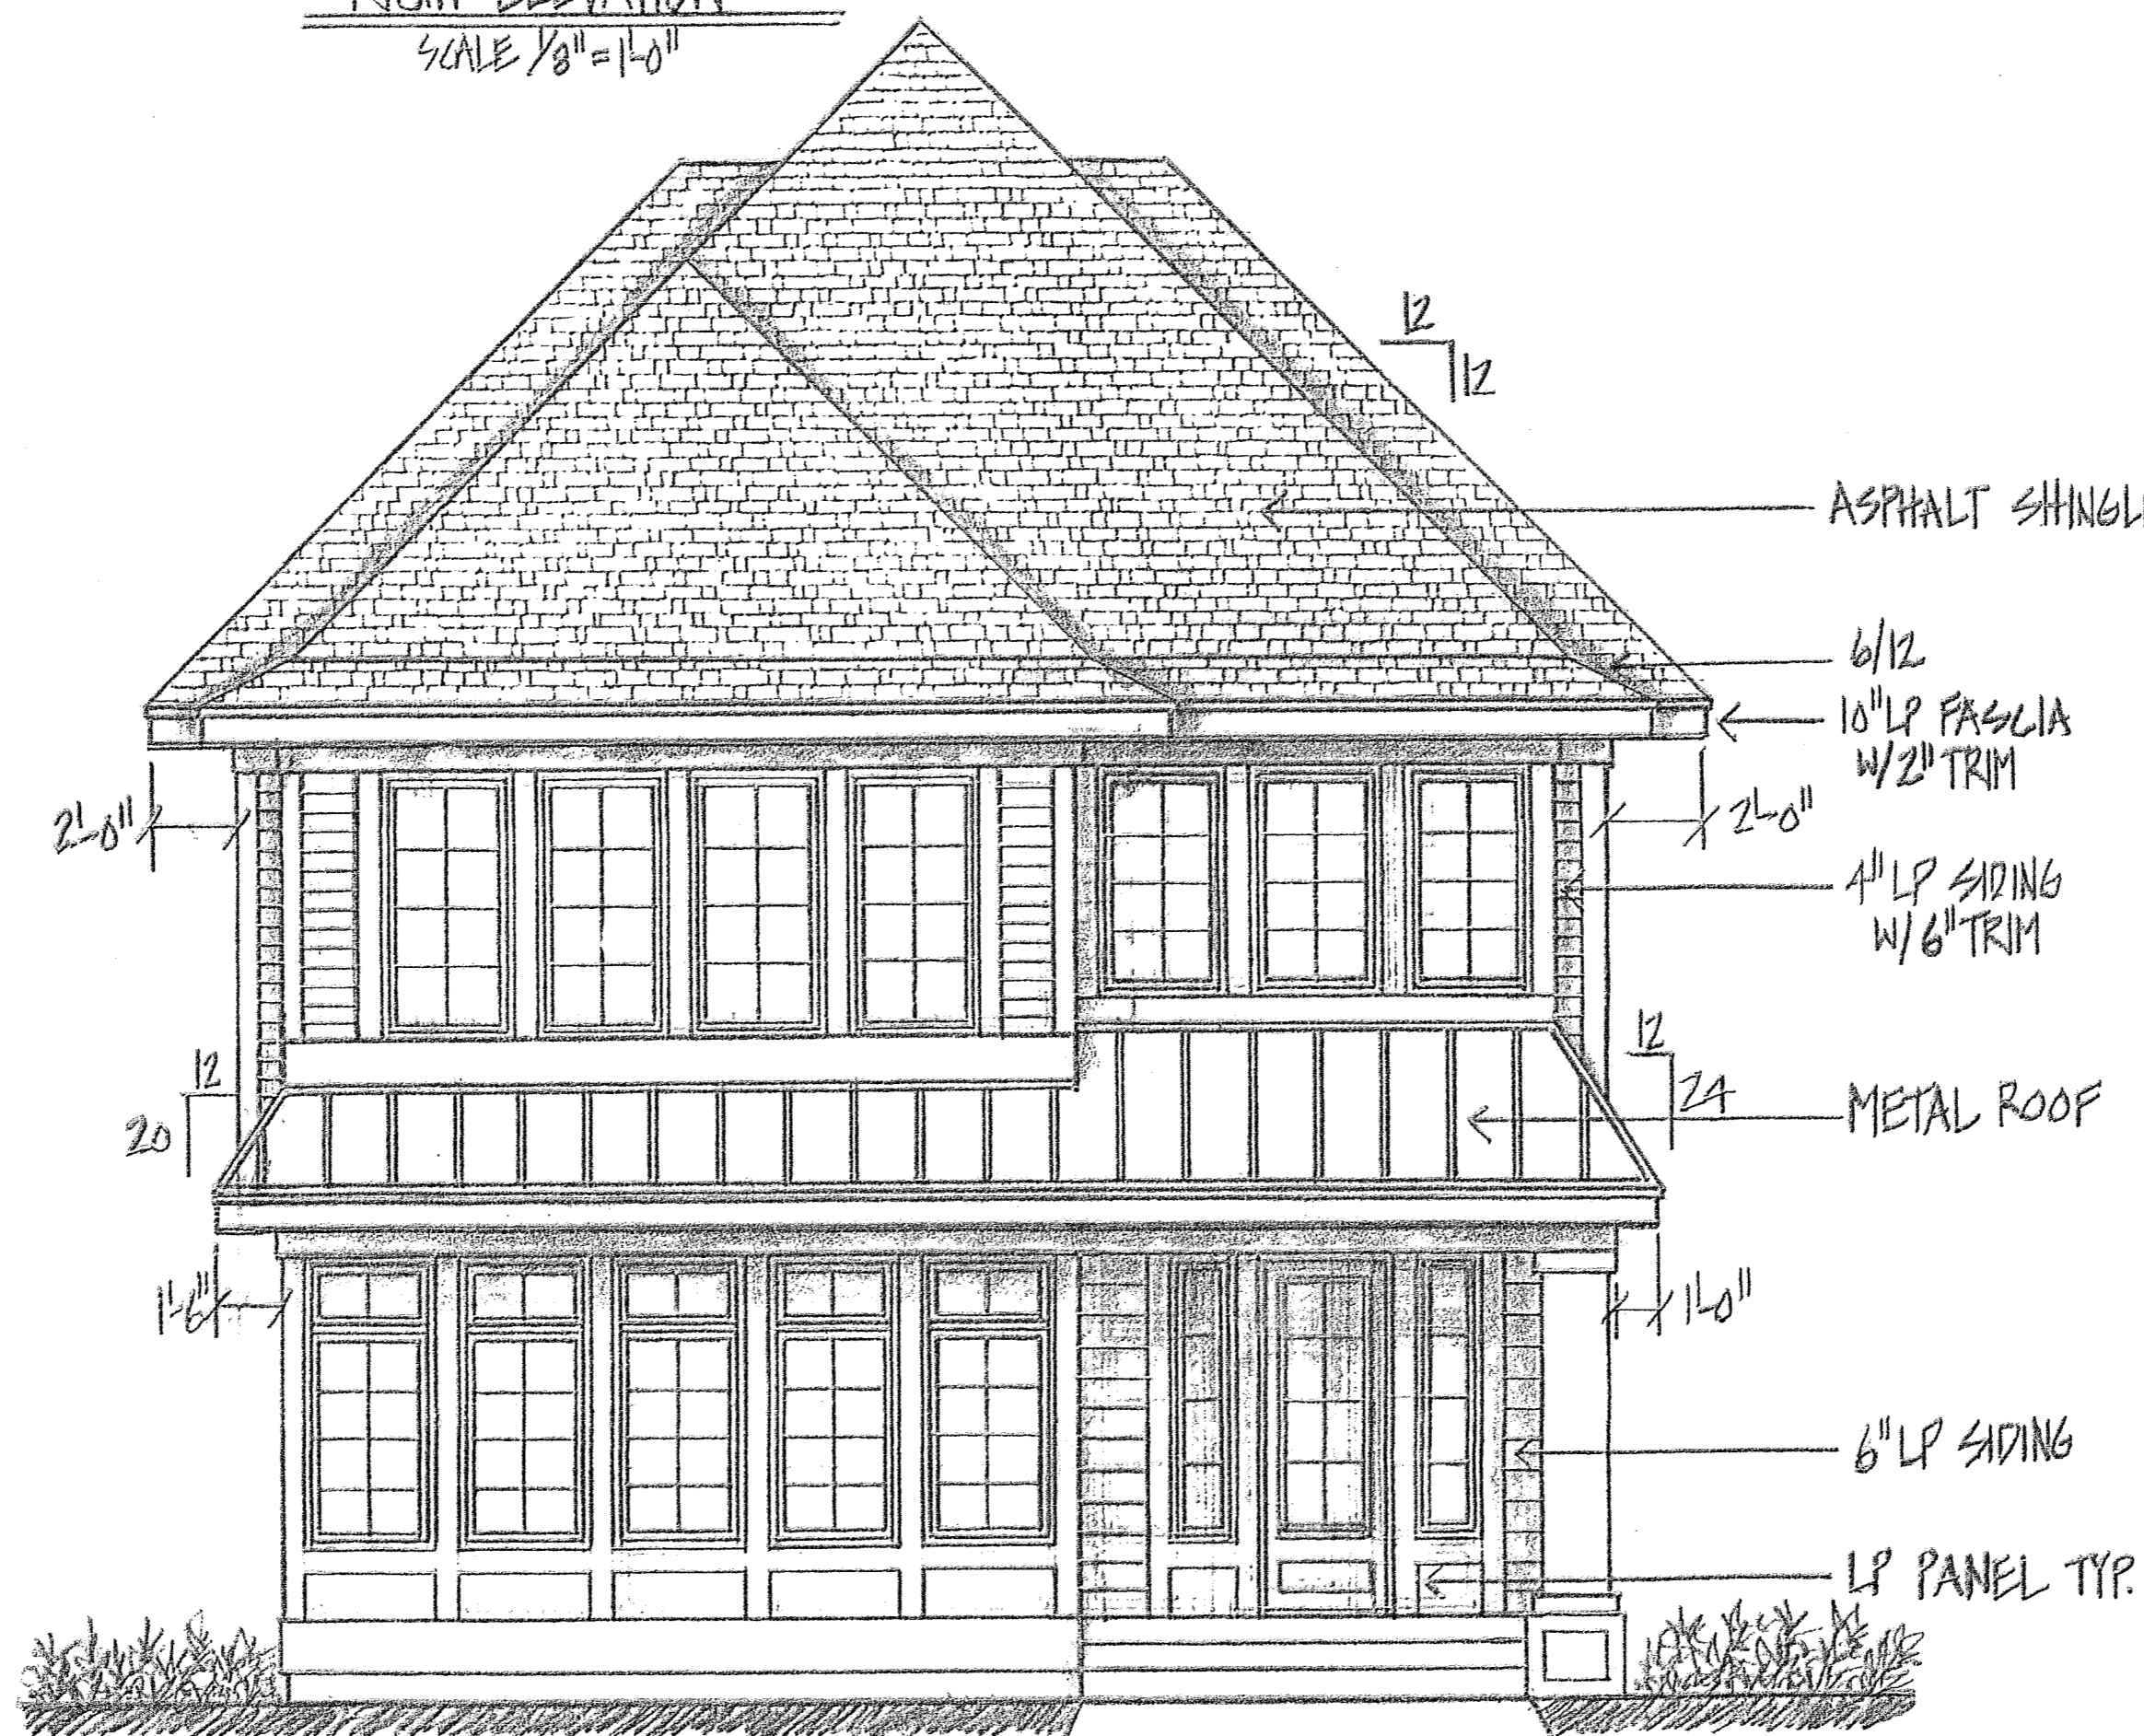 ELEVATION
SCALE 1/8"=1'-0"
12
12
ASPHALT
6/12
10" LP FASCIA
W/2" TRIM
2'-0"
2'-0"
4" LP SIDING
W/6" TRIM
12
20
12
24
METAL ROOF
1'-6"
1'-0"
6" LP SIDING
LP PANEL TYP.